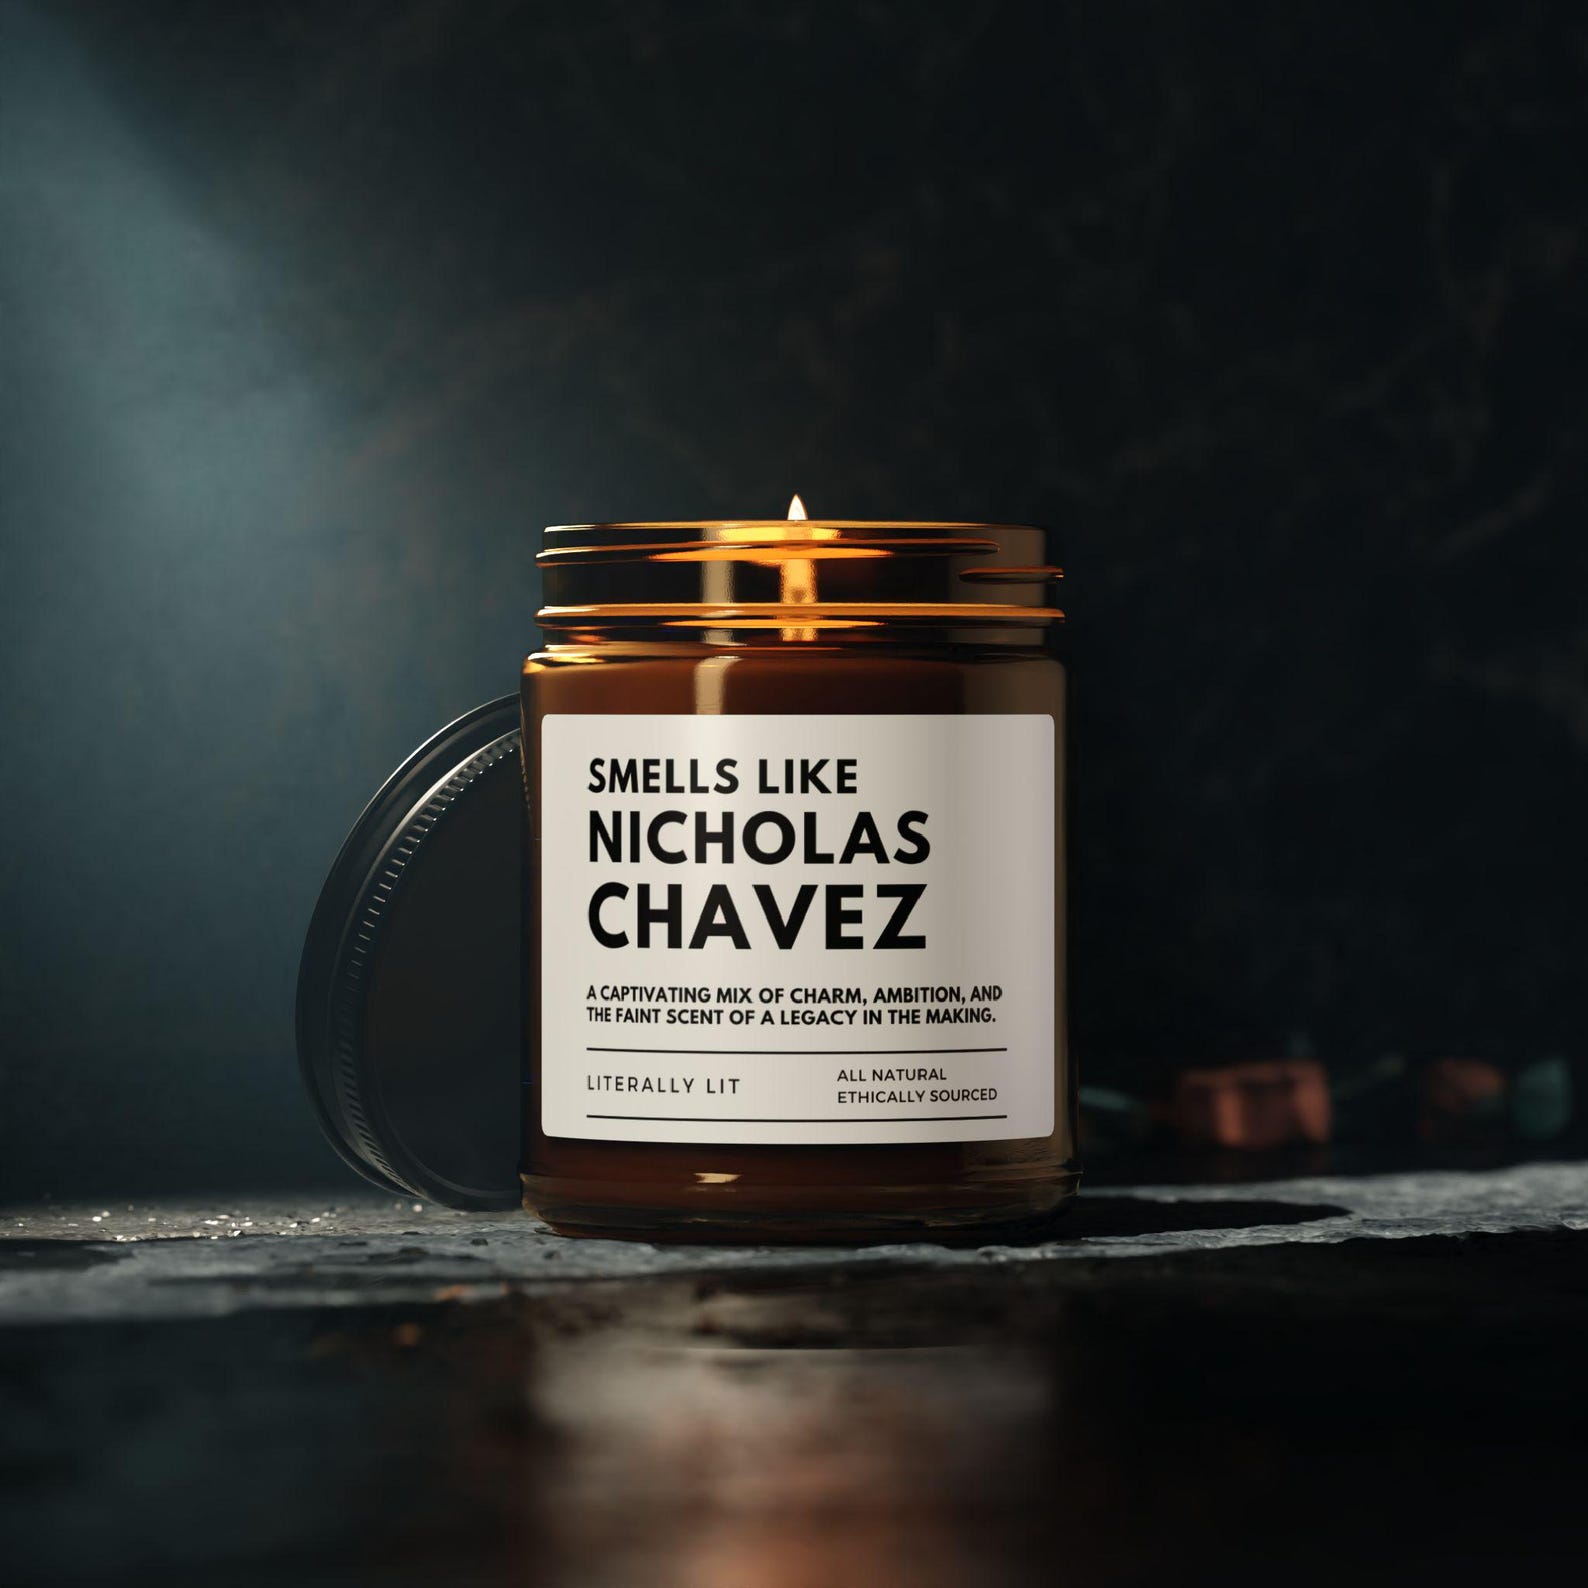 SMELLS LIKE
NICHOLAS
CHAVEZ
A CAPTIVATING MIX OF CHARM, AMBITION, AND
THE FAINT SCENT OF A LEGACY IN THE MAKING.
LITERALLY LIT
ALL NATURAL
ETHICALLY SOURCED